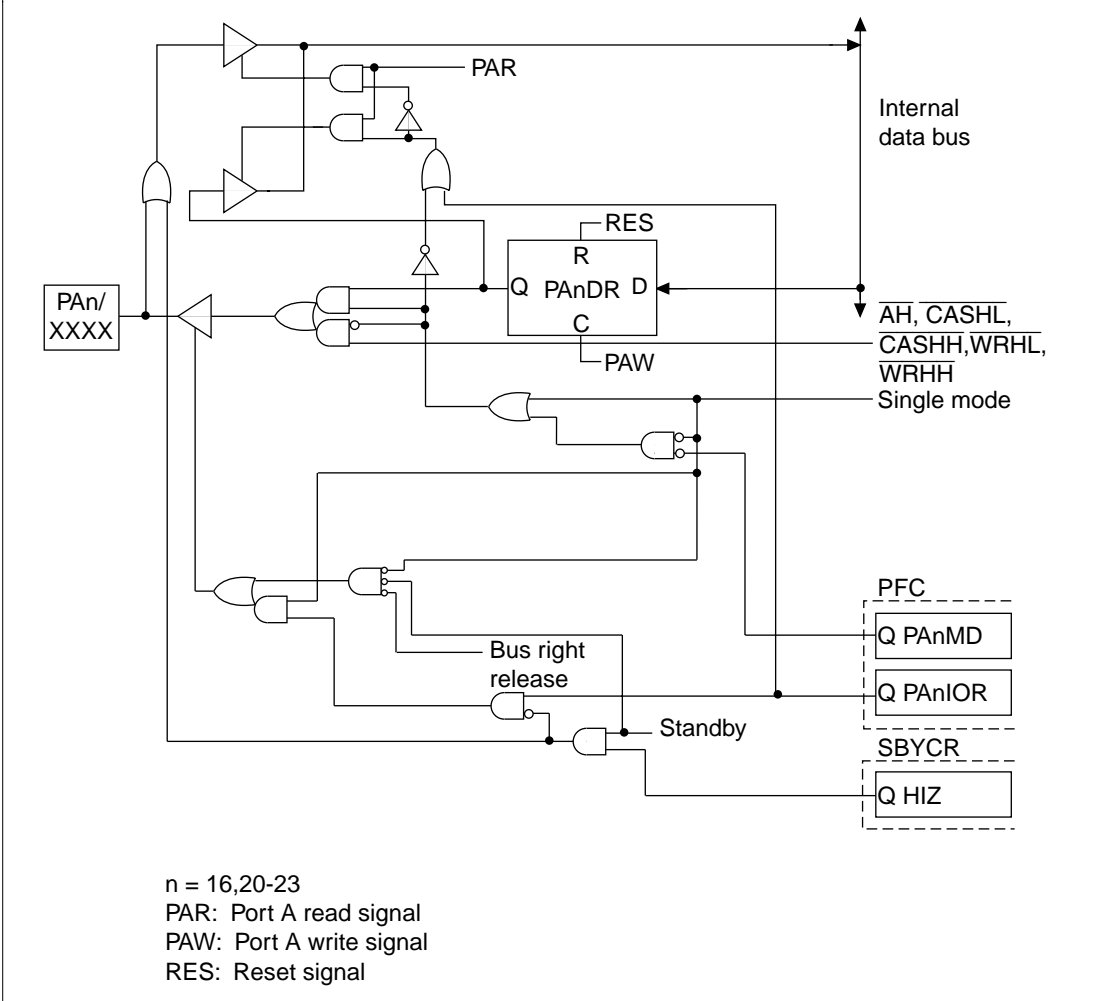 PAR
Internal
data bus
RES
R
Q PAnDR D
C
PAW
PAn/
XXXX
AH, CASHL,
CASHH,WRHL,
WRHH
Single mode
PFC
Q PAnMD
Bus right
release
Q PAnIOR
Standby
SBYCR
Q HIZ
n = 16,20-23
PAR: Port A read signal
PAW: Port A write signal
RES: Reset signal